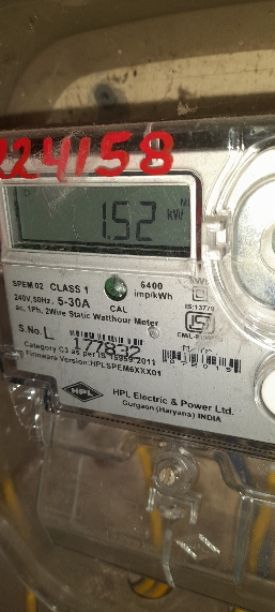 224158
1.52
kW
SPEM 02 CLASS 1
6400
imp/kWh
240V, 50Hz, 5-30A
CAL
ac, 1Ph, 2Wire Static Watthour Meter
IS:13779
S.No. L
177832
Category C3 as per IS 15959:2011
Firmware Version:HPLSPEM6XXX01
HPL
HPL Electric & Power Ltd.
Gurgaon (Haryana) INDIA